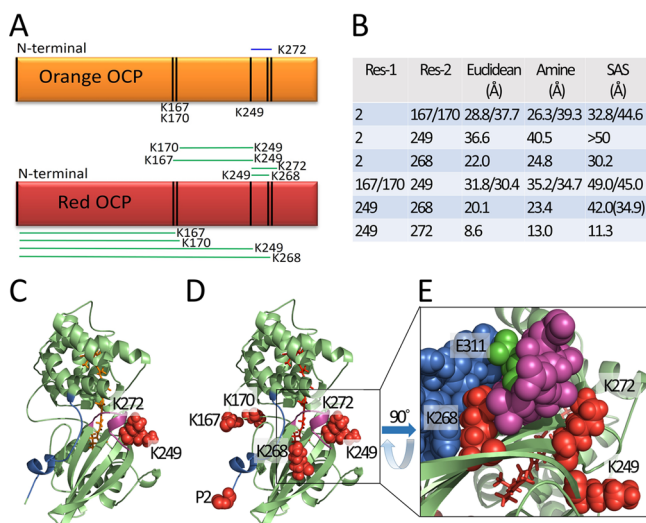 A
N-terminal
K272
Orange OCP
K167
K170
K249
K170
K249
K167
K249
K272
N-terminal
K249
K268
Red OCP
K167
K170
K249
K268
B
Res-1 Res-2 Euclidean (Å) Amine (Å) SAS (Å)
2 167/170 28.8/37.7 26.3/39.3 32.8/44.6
2 249 36.6 40.5 >50
2 268 22.0 24.8 30.2
167/170 249 31.8/30.4 35.2/34.7 49.0/45.0
249 268 20.1 23.4 42.0(34.9)
249 272 8.6 13.0 11.3
C
K272
K249
D
K170
K167
K272
K268
K249
P2
90°
E
E311
K272
K268
K249